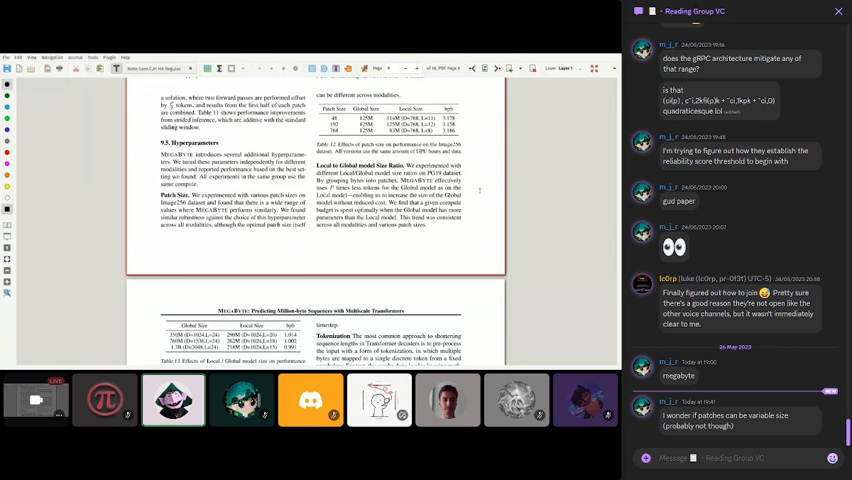 File Edit View Navigation Journal Tools Plugin Help
a solution, where two forward passes are performed offset
by p/2 tokens, and results from the first half of each patch
are combined. Table 11 shows performance improvements
from strided inference, which are additive with the standard
sliding window.
9.5. Hyperparameters
MEGABYTE introduces several additional hyperparame-
ters. We tuned these parameters independently for different
modalities and reported performance based on the best set-
ting we found. All experiments in the same group use the
same compute.
Patch Size. We experimented with various patch sizes on
Image256 dataset and found that there is a wide range of
values where MEGABYTE performs similarly. We found
similar robustness against the choice of this hyperparameter
across all modalities, although the optimal patch size itself
can be different across modalities.
Patch Size Global Size Local Size bpb
48 125M 114M (D=768, L=11) 3.178
192 125M 125M (D=768, L=12) 3.158
768 125M 83M (D=768, L=8) 3.186
Table 12. Effects of patch size on performance on the Image256
dataset. All versions use the same amount of GPU hours and data.
Local to Global model Size Ratio. We experimented with
different Local/Global model size ratios on PG19 dataset.
By grouping bytes into patches, MEGABYTE effectively
uses P times less tokens for the Global model as on the
Local model—enabling us to increase the size of the Global
model without reduced cost. We find that a given compute
budget is spent optimally when the Global model has more
parameters than the Local model. This trend was consistent
across all modalities and various patch sizes.
MEGABYTE: Predicting Million-byte Sequences with Multiscale Transformers
Global Size Local Size bpb
350M (D=1024,L=24) 290M (D=1024,L=20) 1.014
760M (D=1536,L=24) 262M (D=1024,L=18) 1.002
1.3B (D=2048,L=24) 218M (D=1024,L=15) 0.991
Table 13. Effects of Local / Global model size on performance
timestep.
Tokenization The most common approach to shortening
sequence lengths in Transformer decoders is to pre-process
the input with a form of tokenization, in which multiple
bytes are mapped to a single discrete token from a fixed
LIVE
Reading Group VC
m_j_r 24/05/2023 19:16
does the gRPC architecture mitigate any of
that range?
is that
quadraticesque lol (edited)
m_j_r 24/05/2023 19:45
I'm trying to figure out how they establish the
reliability score threshold to begin with
m_j_r 24/05/2023 20:00
gud paper
m_j_r 24/05/2023 20:07
👀
lc0rp (luke (lc0rp, pr-0f3t) UTC-5) 24/05/2023 20:58
Finally figured out how to join 😅 Pretty sure
there's a good reason they're not open like the
other voice channels, but it wasn't immediately
clear to me.
26 May 2023
m_j_r Today at 19:00
megabyte
NEW
m_j_r Today at 19:41
I wonder if patches can be variable size
(probably not though)
Message Reading Group VC